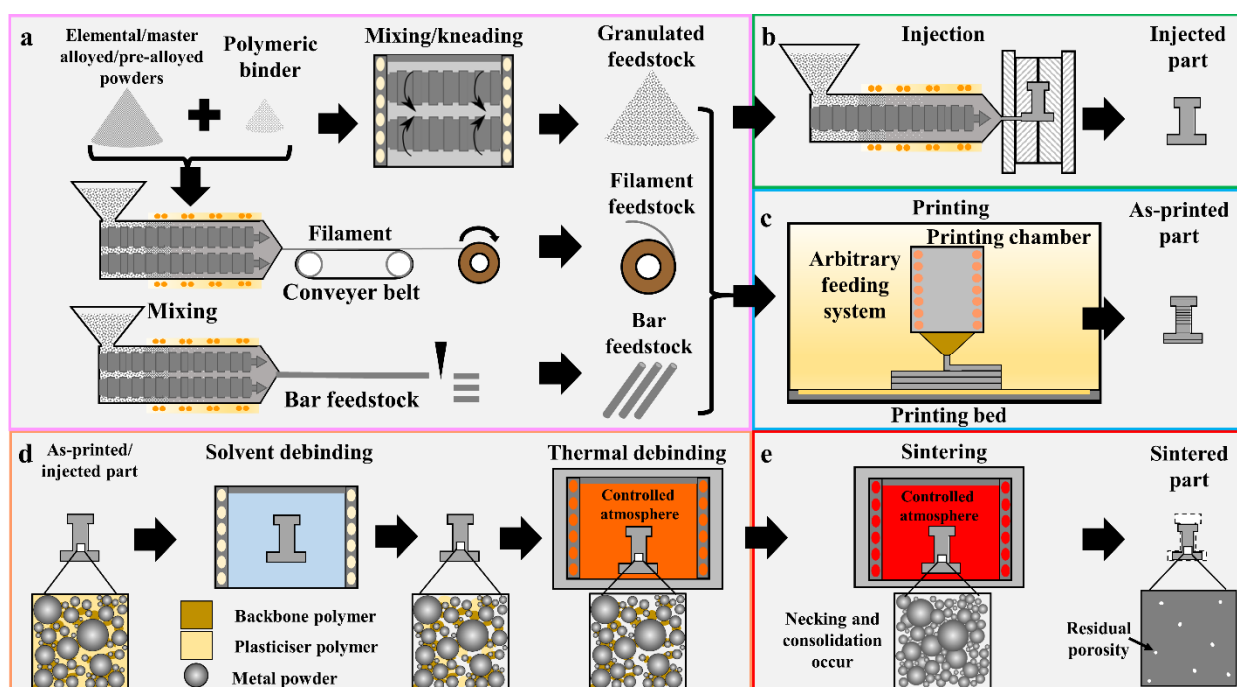 a
Elemental/master
alloyed/pre-alloyed
powders
Polymeric
binder
Mixing/kneading
Granulated
feedstock
Filament
Conveyer belt
Filament
feedstock
Mixing
Bar feedstock
Bar
feedstock
b
Injection
Injected
part
c
Printing
Printing chamber
Arbitrary
feeding
system
Printing bed
As-printed
part
d
As-printed/
injected part
Solvent debinding
Thermal debinding
Controlled
atmosphere
Backbone polymer
Plasticiser polymer
Metal powder
e
Sintering
Controlled
atmosphere
Necking and
consolidation
occur
Sintered
part
Residual
porosity